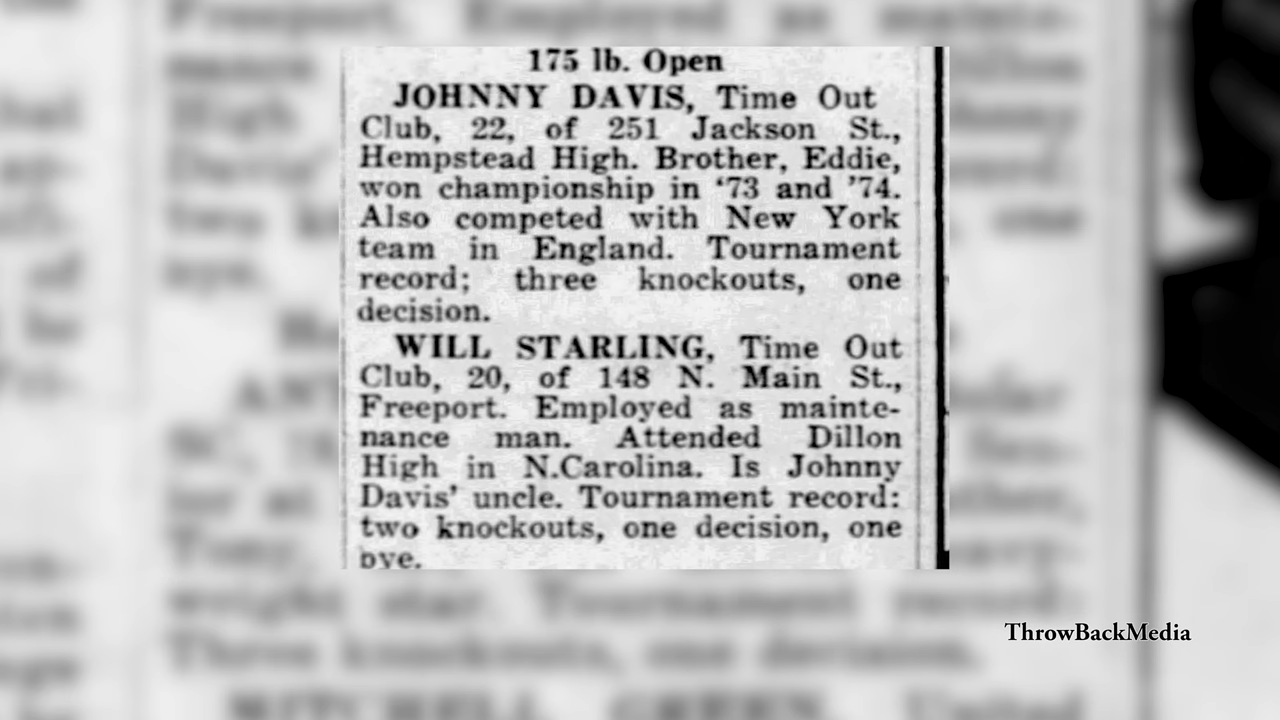 175 lb. Open
JOHNNY DAVIS, Time Out
Club, 22, of 251 Jackson St.,
Hempstead High. Brother, Eddie,
won championship in '73 and '74.
Also competed with New York
team in England. Tournament
record; three knockouts, one
decision.
WILL STARLING, Time Out
Club, 20, of 148 N. Main St.,
Freeport. Employed as mainte-
nance man. Attended Dillon
High in N.Carolina. Is Johnny
Davis' uncle. Tournament record:
two knockouts, one decision, one
bye.
ThrowBackMedia